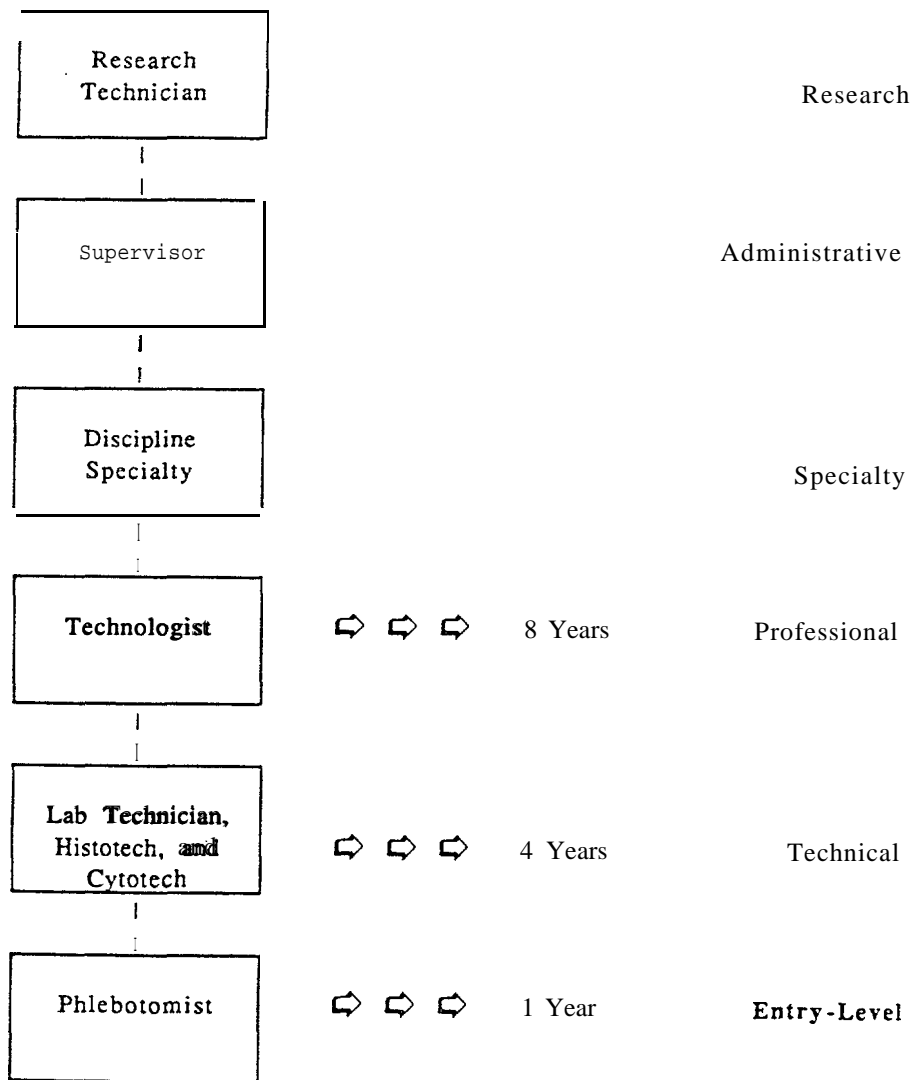 Research
Technician
Research
Supervisor
Administrative
Discipline
Specialty
Specialty
Technologist
8 Years
Professional
Lab Technician,
Histotech, and
Cytotech
4 Years
Technical
Phlebotomist
1 Year
Entry-Level